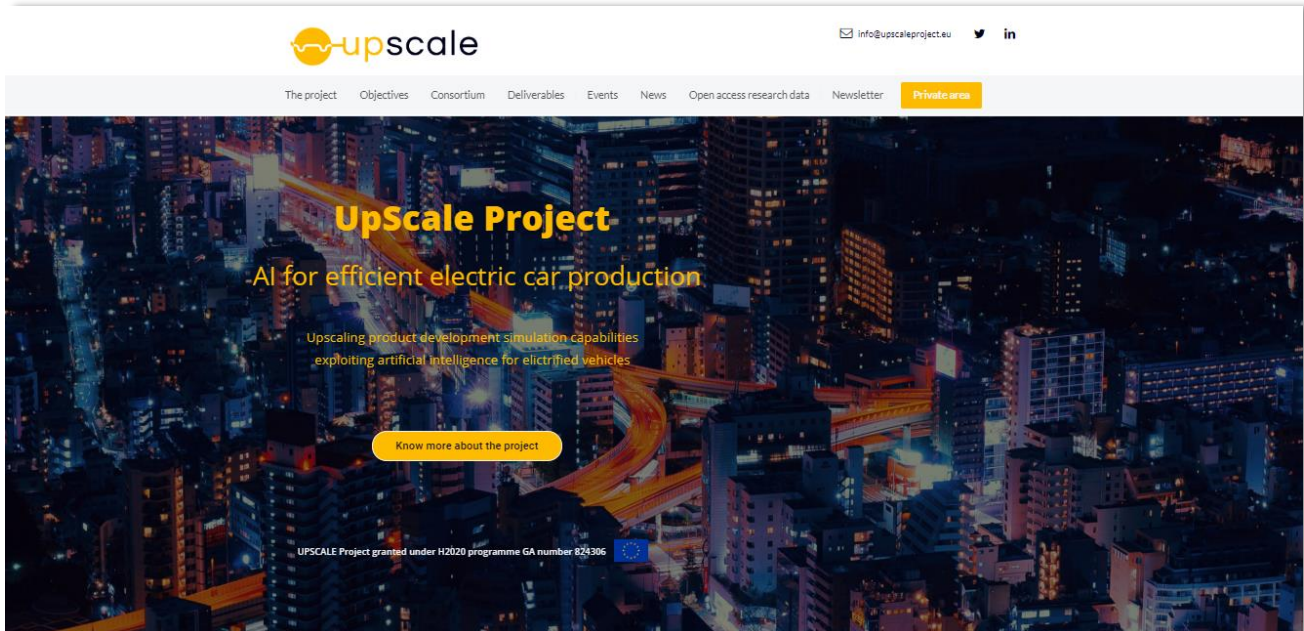 upscale
info@upscaleproject.eu
The project Objectives Consortium Deliverables Events News Open access research data Newsletter Private area
UpScale Project
AI for efficient electric car production
Upscaling product development simulation capabilities
exploiting artificial intelligence for elictrified vehicles
Know more about the project
UPSCALE Project granted under H2020 programme GA number 824306